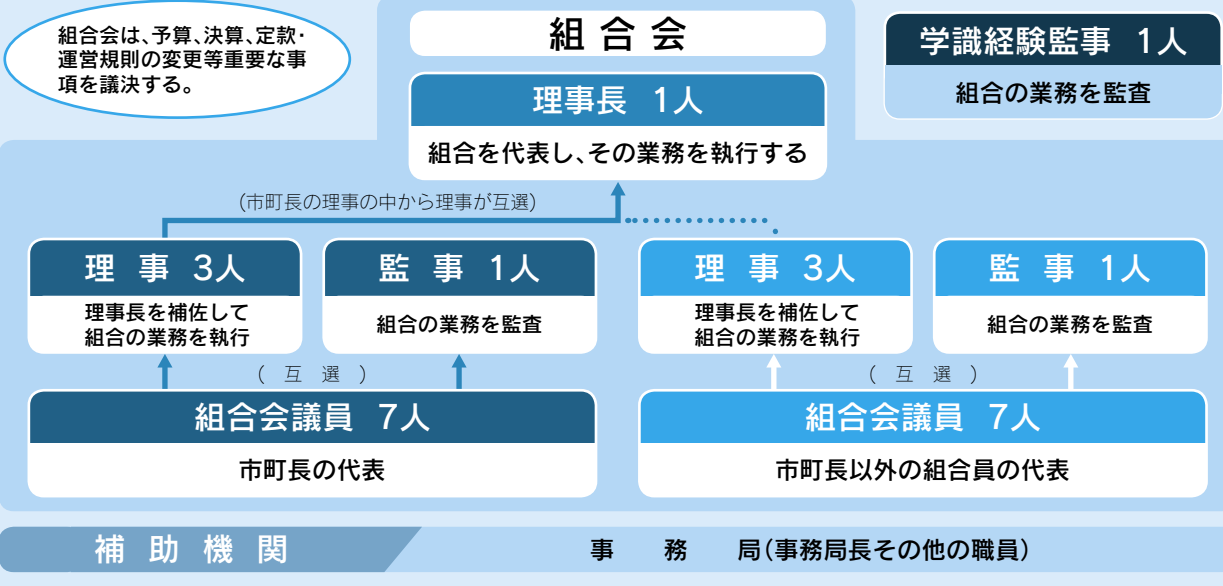 組合会は、予算、決算、定款・
運営規則の変更等重要な事
項を議決する。
組合会
学識経験監事 1人
組合の業務を監査
理事長 1人
組合を代表し、その業務を執行する
(市町長の理事の中から理事が互選)
理事 3人
理事長を補佐して
組合の業務を執行
監事 1人
組合の業務を監査
理事 3人
理事長を補佐して
組合の業務を執行
監事 1人
組合の業務を監査
(互選)
(互選)
組合会議員 7人
市町長の代表
組合会議員 7人
市町長以外の組合員の代表
補助機関
事務局(事務局長その他の職員)